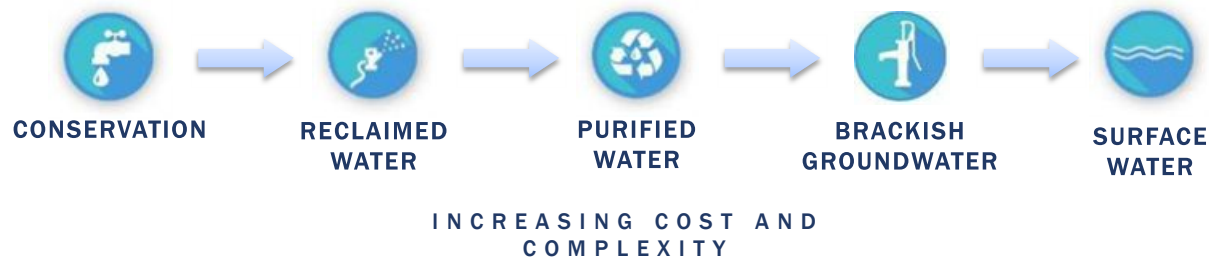 CONSERVATION
RECLAIMED
WATER
PURIFIED
WATER
BRACKISH
GROUNDWATER
SURFACE
WATER
INCREASING COST AND
COMPLEXITY